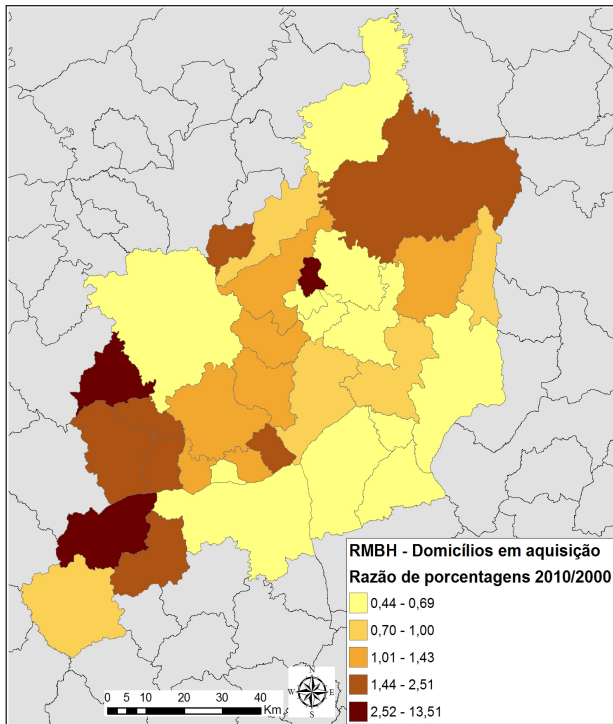 RMBH - Domicílios em aquisição
Razão de porcentagens 2010/2000
0,44 - 0,69
0,70 - 1,00
1,01 - 1,43
1,44 - 2,51
2,52 - 13,51
N
W E
S
0 5 10 20 30 40
Km